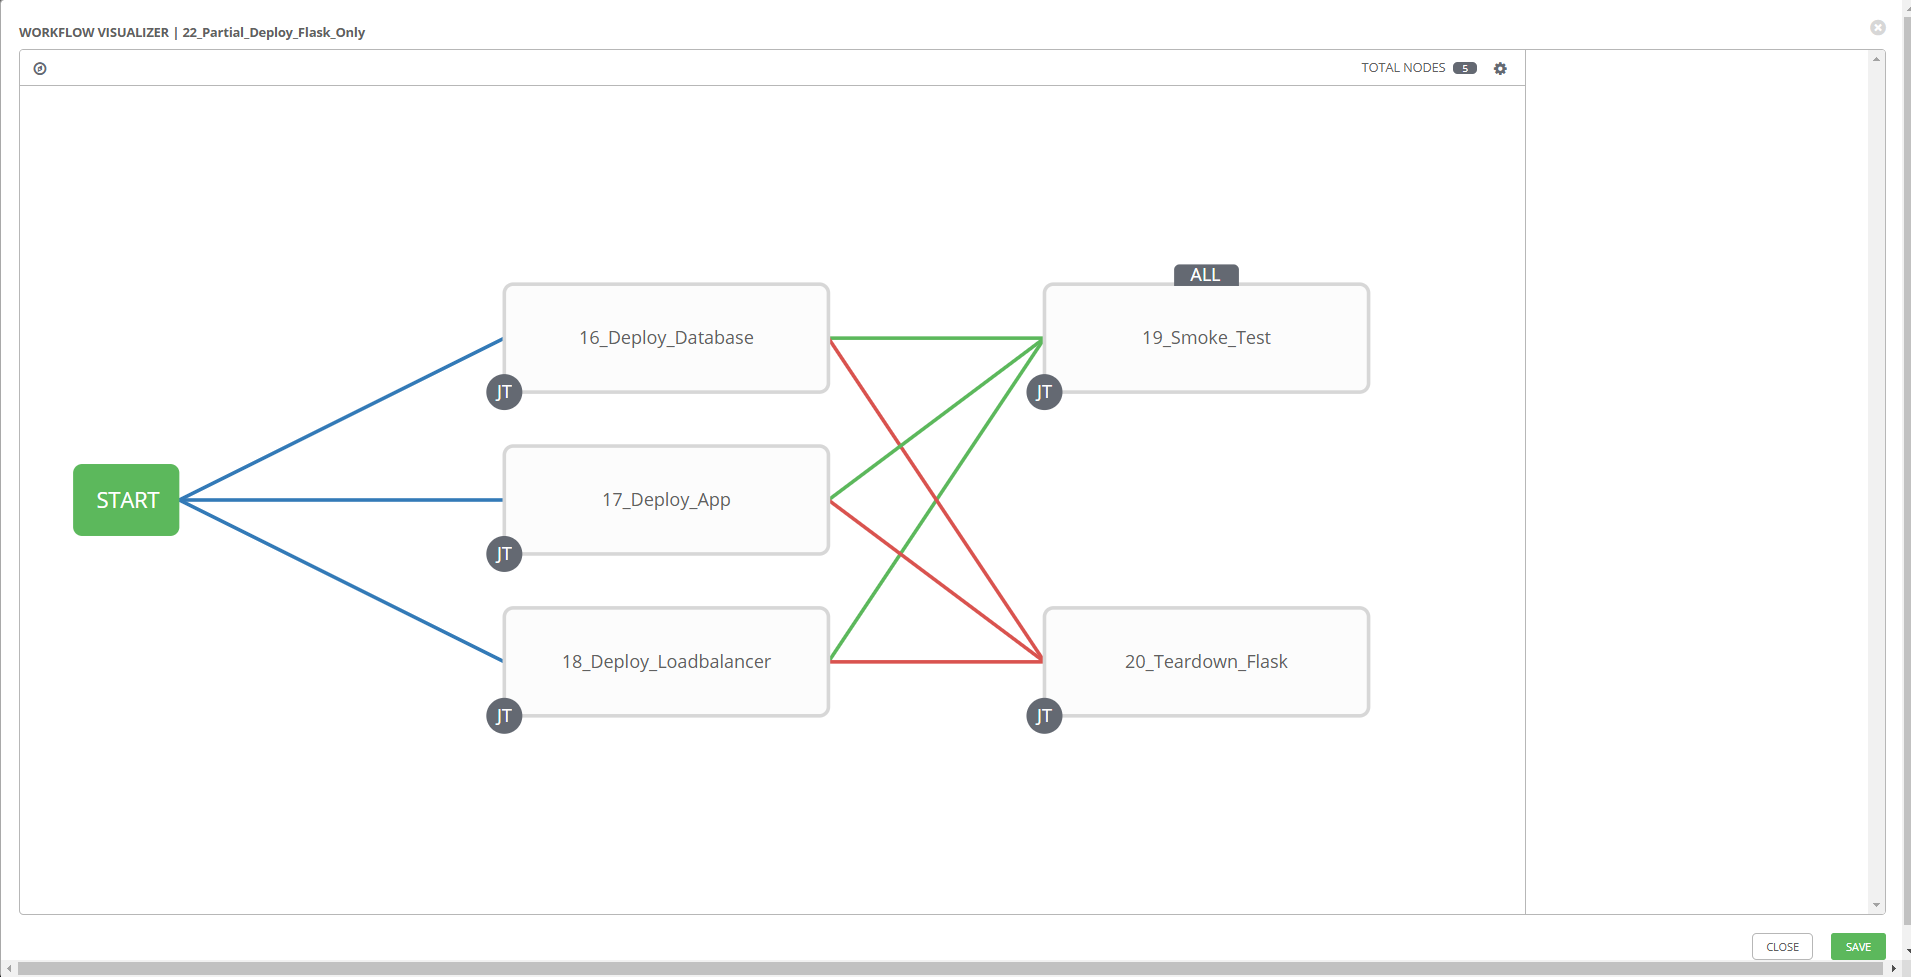 WORKFLOW VISUALIZER | 22_Partial_Deploy_Flask_Only
TOTAL NODES 5
ALL
16_Deploy_Database
JT
19_Smoke_Test
JT
START
17_Deploy_App
JT
18_Deploy_Loadbalancer
JT
20_Teardown_Flask
JT
CLOSE
SAVE